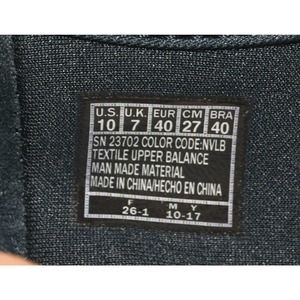 U.S. U.K. EUR CM BRA
10 7 40 27 40
SN 23702 COLOR CODE:NVLB
TEXTILE UPPER BALANCE
MAN MADE MATERIAL
MADE IN CHINA/HECHO EN CHINA
F M Y
26-1 10-17